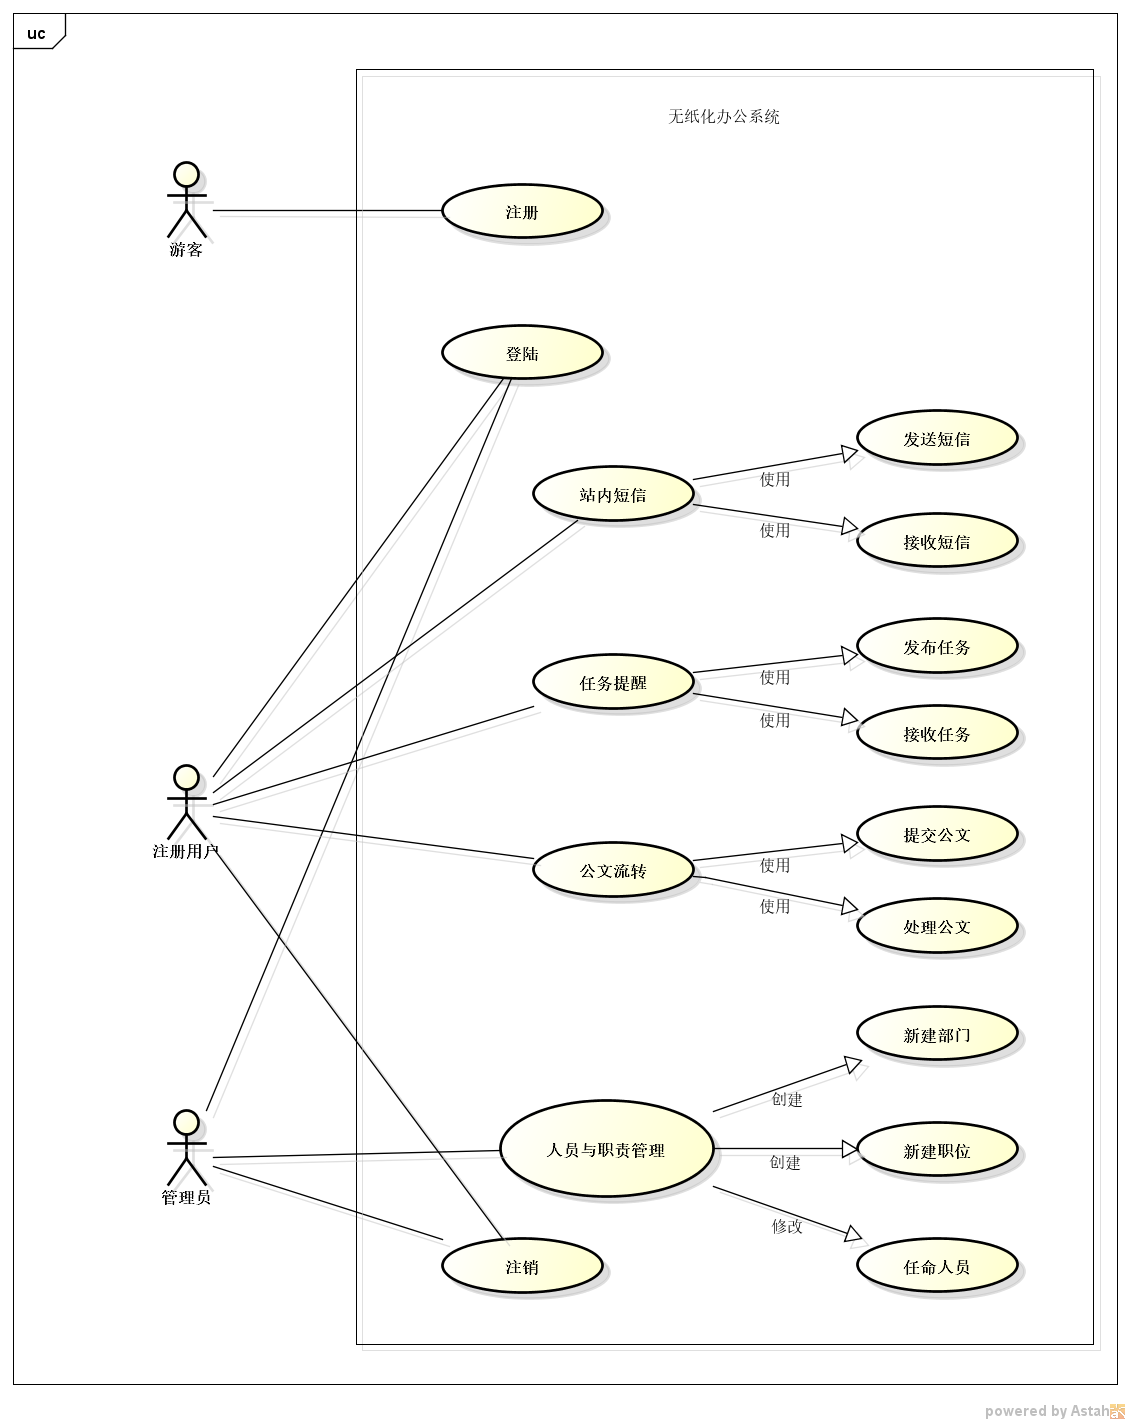 uc
无纸化办公系统
游客
注册
登陆
站内短信
使用
发送短信
使用
接收短信
任务提醒
使用
发布任务
使用
接收任务
注册用户
公文流转
使用
提交公文
使用
处理公文
管理员
人员与职责管理
创建
新建部门
创建
新建职位
修改
任命人员
注销
powered by Astah